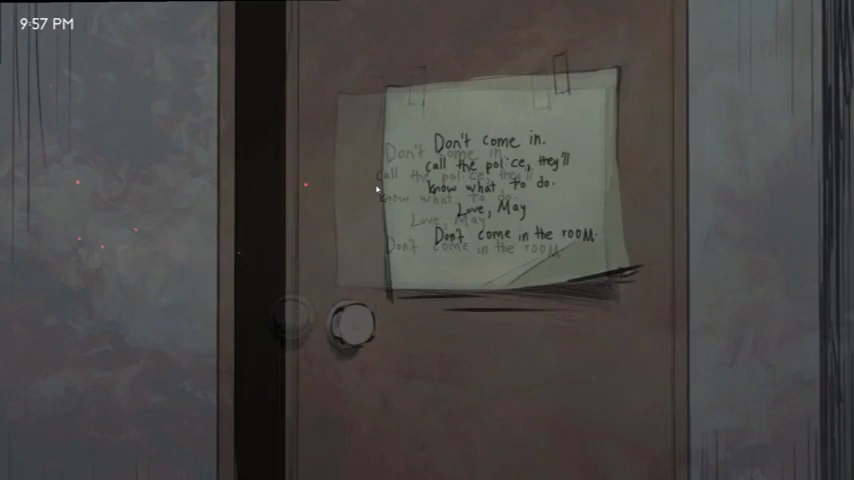 9:57 PM
Don't come in.
call the police, they'll
know what to do.
Love, May
Don't come in the room.